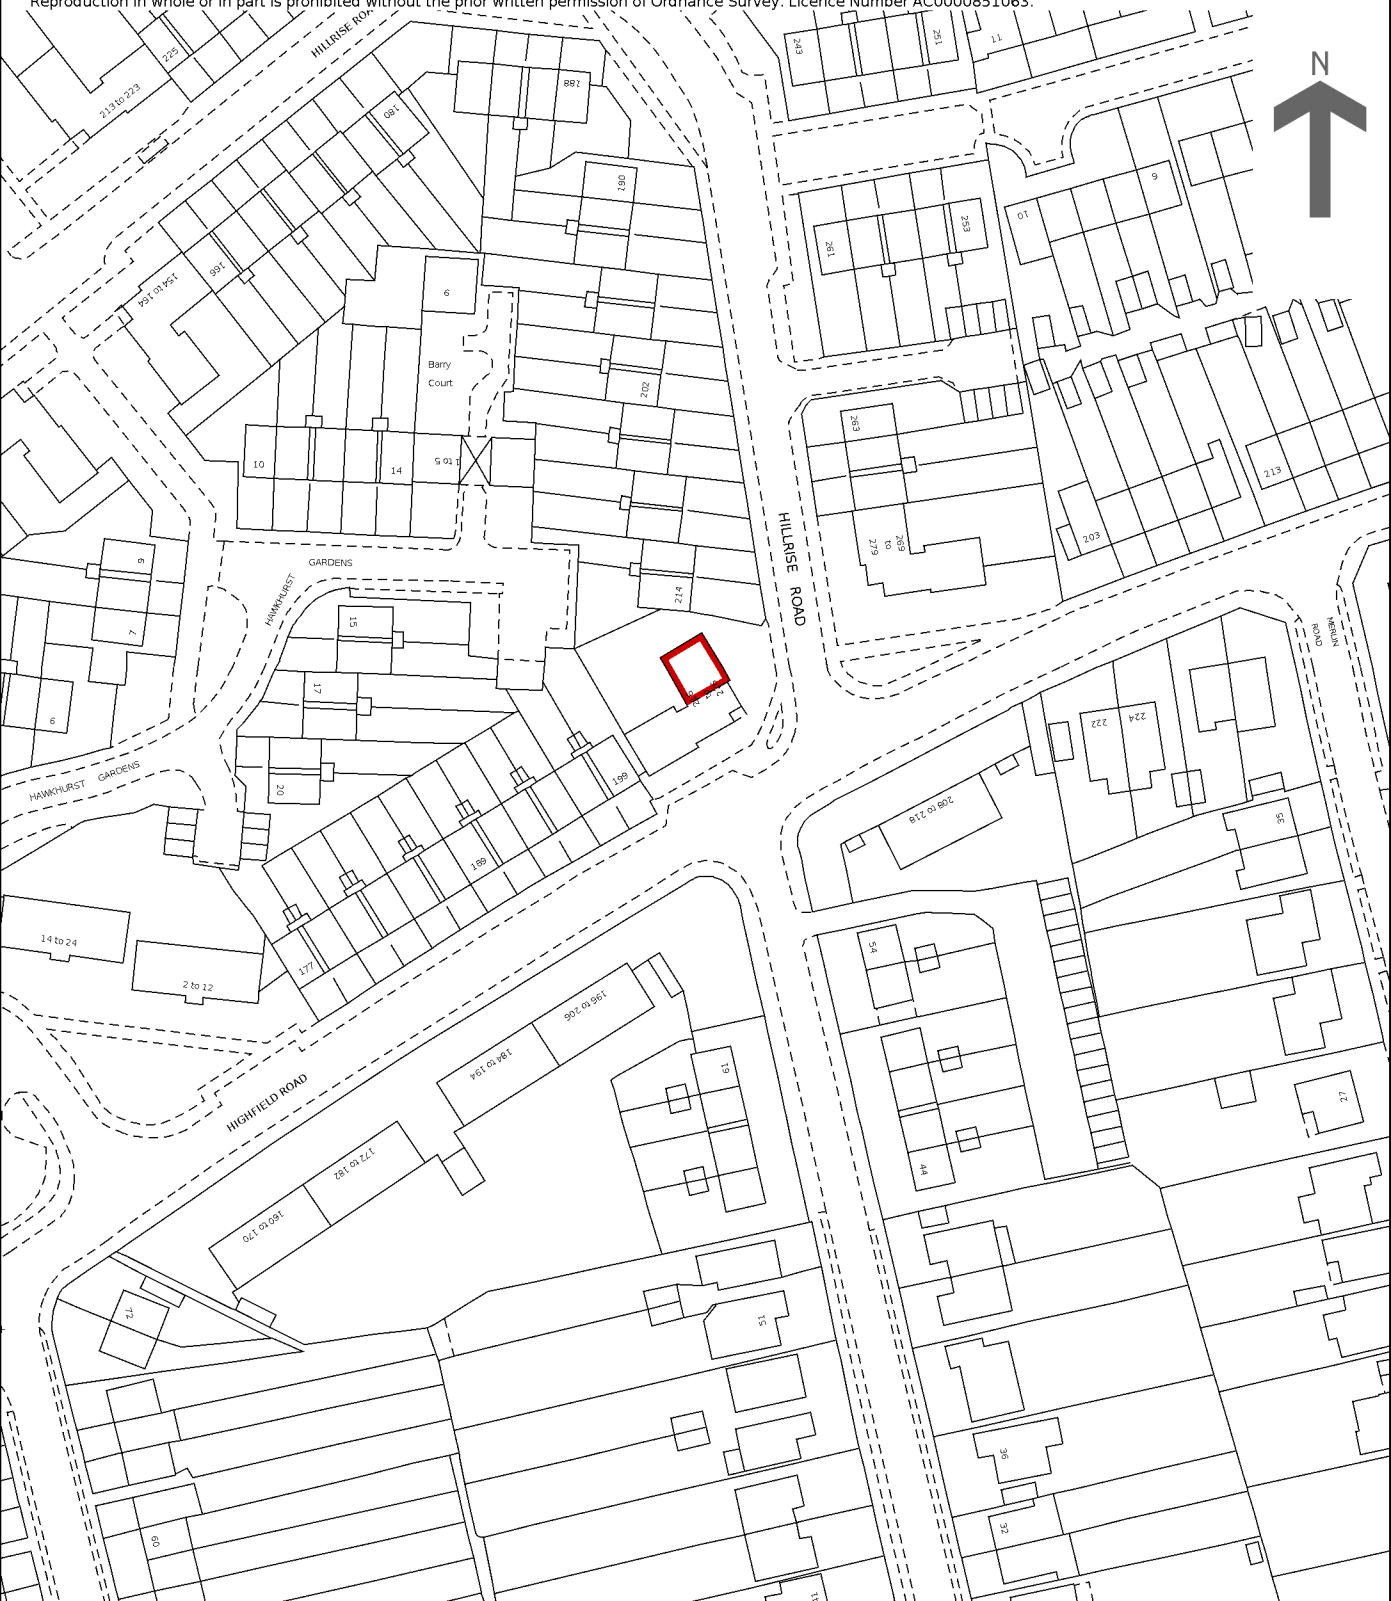 Reproduction in whole or in part is prohibited without the prior written permission of Ordnance Survey. Licence Number AC0000851063.
HILLRISE ROA
225
213 to 223
180
188
243
251
11
N
190
154 to 164
166
9
Barry
Court
261
253
10
9
202
263
10
14
1 to 5
213
203
279
to
269
HILLRISE ROAD
GARDENS
HAWKHURST
9
7
15
214
17
6
MERLIN
ROAD
222
224
HAWKHURST GARDENS
20
199
208 to 218
35
189
14 to 24
2 to 12
177
54
196 to 206
184 to 194
61
27
HIGHFIELD ROAD
44
172 to 182
160 to 170
72
51
36
32
60